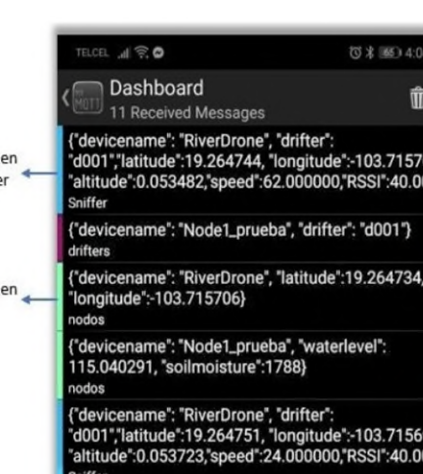 TELCEL 46 4:0
Dashboard
11 Received Messages
{"devicename": "RiverDrone", "drifter":
"d001","latitude":19.264744, "longitude":-103.7157
"altitude":0.053482,"speed":62.000000,"RSSI":40.0
Sniffer
{"devicename": "Node1_prueba", "drifter": "d001"}
drifters
{"devicename": "RiverDrone", "latitude":19.264734,
"longitude":-103.715706}
nodos
{"devicename": "Node1_prueba", "waterlevel":
115.040291, "soilmoisture":1788}
nodos
{"devicename": "RiverDrone", "drifter":
"d001","latitude":19.264751, "longitude":-103.7156
"altitude":0.053723,"speed":24.000000,"RSSI":40.0
Sniffer
en
er
en
MQTT